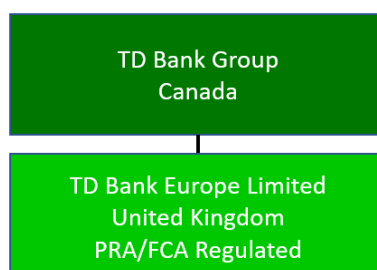 TD Bank Group
Canada
TD Bank Europe Limited
United Kingdom
PRA/FCA Regulated